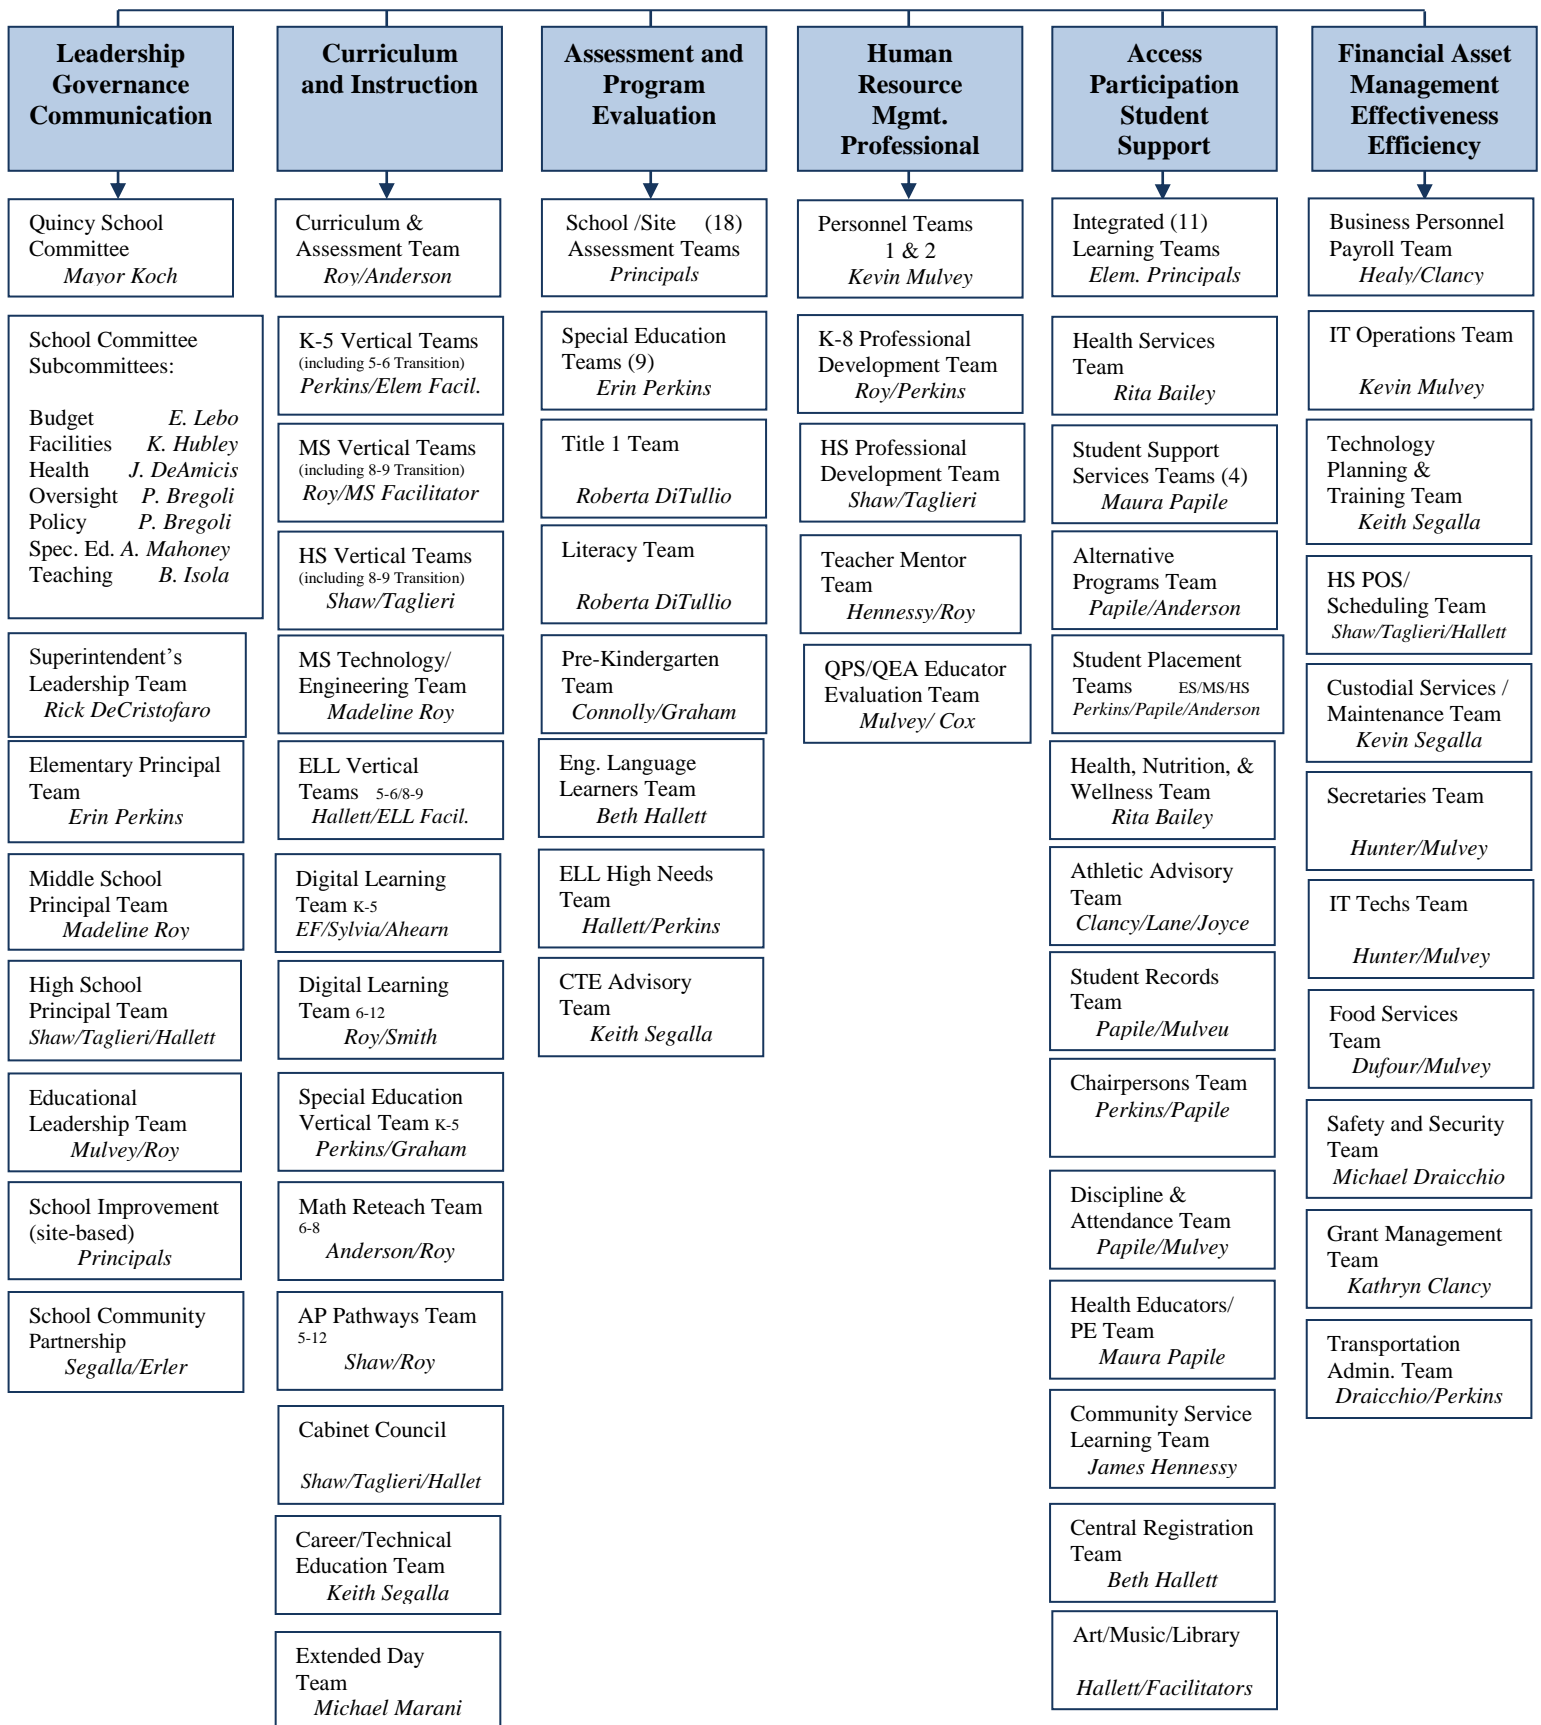 Leadership
Governance
Communication
Quincy School
Committee
Mayor Koch
School Committee
Subcommittees:
Budget E. Lebo
Facilities K. Hubley
Health J. DeAmicis
Oversight P. Bregoli
Policy P. Bregoli
Spec. Ed. A. Mahoney
Teaching B. Isola
Superintendent’s
Leadership Team
Rick DeCristofaro
Elementary Principal
Team
Erin Perkins
Middle School
Principal Team
Madeline Roy
High School
Principal Team
Shaw/Taglieri/Hallett
Educational
Leadership Team
Mulvey/Roy
School Improvement
(site-based)
Principals
School Community
Partnership
Segalla/Erler
Curriculum
and Instruction
Curriculum &
Assessment Team
Roy/Anderson
K-5 Vertical Teams
(including 5-6 Transition)
Perkins/Elem Facil.
MS Vertical Teams
(including 8-9 Transition)
Roy/MS Facilitator
HS Vertical Teams
(including 8-9 Transition)
Shaw/Taglieri
MS Technology/
Engineering Team
Madeline Roy
ELL Vertical
Teams 5-6/8-9
Hallett/ELL Facil.
Digital Learning
Team K-5
EF/Sylvia/Ahearn
Digital Learning
Team 6-12
Roy/Smith
Special Education
Vertical Team K-5
Perkins/Graham
Math Reteach Team
6-8
Anderson/Roy
AP Pathways Team
5-12
Shaw/Roy
Cabinet Council
Shaw/Taglieri/Hallet
Career/Technical
Education Team
Keith Segalla
Extended Day
Team
Michael Marani
Assessment and
Program
Evaluation
School /Site (18)
Assessment Teams
Principals
Special Education
Teams (9)
Erin Perkins
Title 1 Team
Roberta DiTullio
Literacy Team
Roberta DiTullio
Pre-Kindergarten
Team
Connolly/Graham
Eng. Language
Learners Team
Beth Hallett
ELL High Needs
Team
Hallett/Perkins
CTE Advisory
Team
Keith Segalla
Human
Resource
Mgmt.
Professional
Personnel Teams
1 & 2
Kevin Mulvey
K-8 Professional
Development Team
Roy/Perkins
HS Professional
Development Team
Shaw/Taglieri
Teacher Mentor
Team
Hennessy/Roy
QPS/QEA Educator
Evaluation Team
Mulvey/ Cox
Access
Participation
Student
Support
Integrated (11)
Learning Teams
Elem. Principals
Health Services
Team
Rita Bailey
Student Support
Services Teams (4)
Maura Papile
Alternative
Programs Team
Papile/Anderson
Student Placement
Teams ES/MS/HS
Perkins/Papile/Anderson
Health, Nutrition, &
Wellness Team
Rita Bailey
Athletic Advisory
Team
Clancy/Lane/Joyce
Student Records
Team
Papile/Mulveu
Chairpersons Team
Perkins/Papile
Discipline &
Attendance Team
Papile/Mulvey
Health Educators/
PE Team
Maura Papile
Community Service
Learning Team
James Hennessy
Central Registration
Team
Beth Hallett
Art/Music/Library
Hallett/Facilitators
Financial Asset
Management
Effectiveness
Efficiency
Business Personnel
Payroll Team
Healy/Clancy
IT Operations Team
Kevin Mulvey
Technology
Planning &
Training Team
Keith Segalla
HS POS/
Scheduling Team
Shaw/Taglieri/Hallett
Custodial Services /
Maintenance Team
Kevin Segalla
Secretaries Team
Hunter/Mulvey
IT Techs Team
Hunter/Mulvey
Food Services
Team
Dufour/Mulvey
Safety and Security
Team
Michael Draicchio
Grant Management
Team
Kathryn Clancy
Transportation
Admin. Team
Draicchio/Perkins